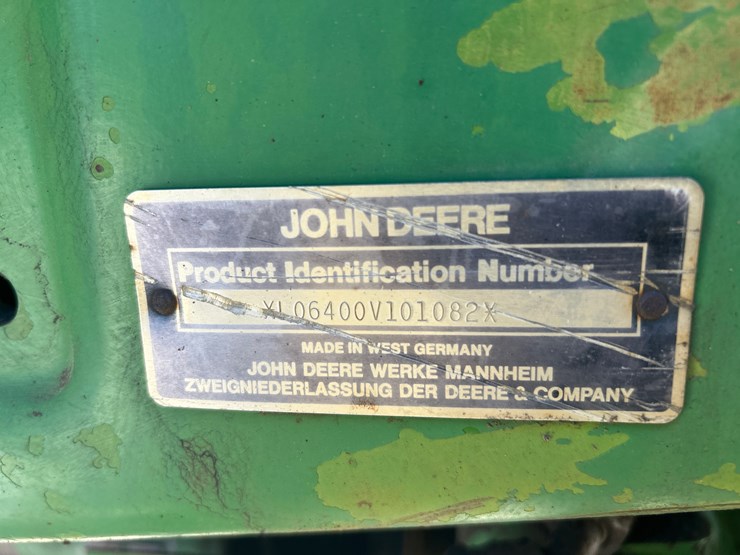 JOHN DEERE
Product Identification Number
XL06400V101082X
MADE IN WEST GERMANY
JOHN DEERE WERKE MANNHEIM
ZWEIGNIEDERLASSUNG DER DEERE & COMPANY